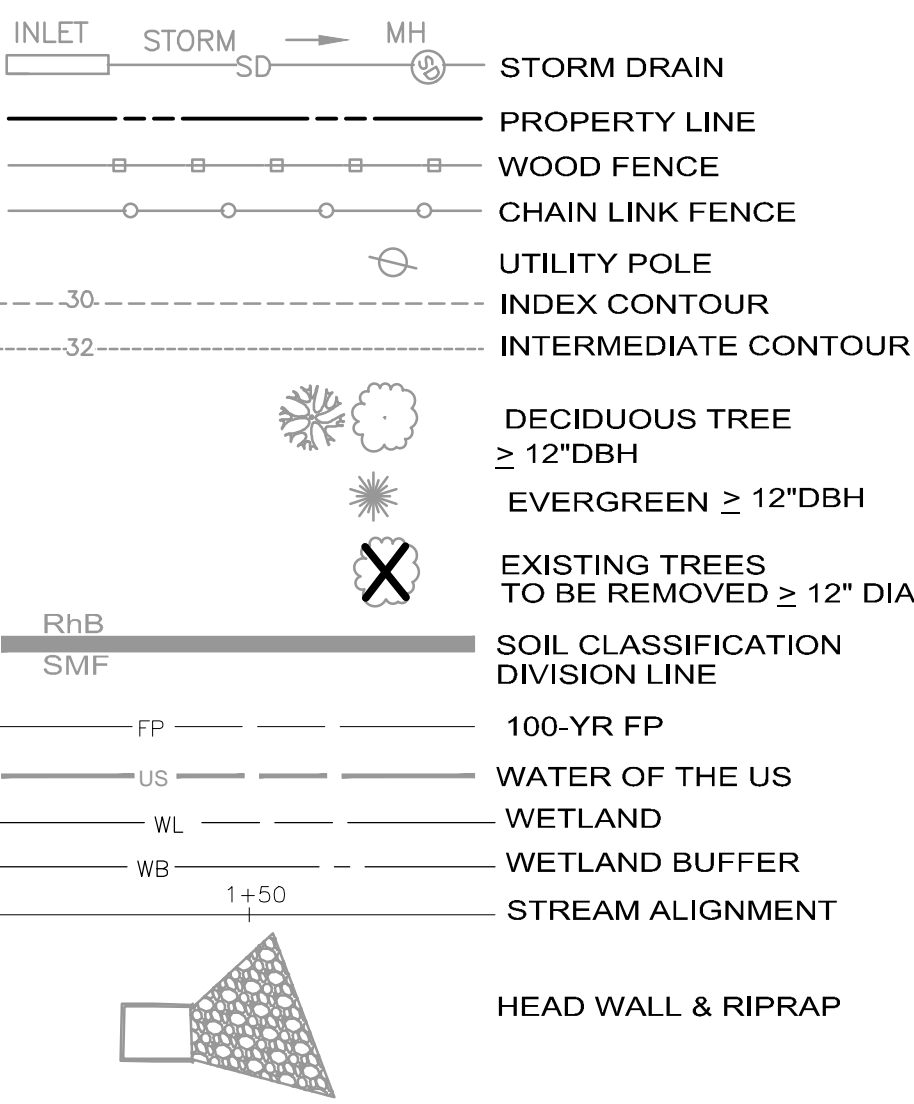 INLET STORM MH
SD SD STORM DRAIN
PROPERTY LINE
WOOD FENCE
CHAIN LINK FENCE
UTILITY POLE
30 INDEX CONTOUR
32 INTERMEDIATE CONTOUR
DECIDUOUS TREE
≥ 12"DBH
EVERGREEN ≥ 12"DBH
EXISTING TREES
TO BE REMOVED ≥ 12" DIA
RhB
SMF
SOIL CLASSIFICATION
DIVISION LINE
FP 100-YR FP
US WATER OF THE US
WL WETLAND
WB WETLAND BUFFER
1+50
STREAM ALIGNMENT
HEAD WALL & RIPRAP